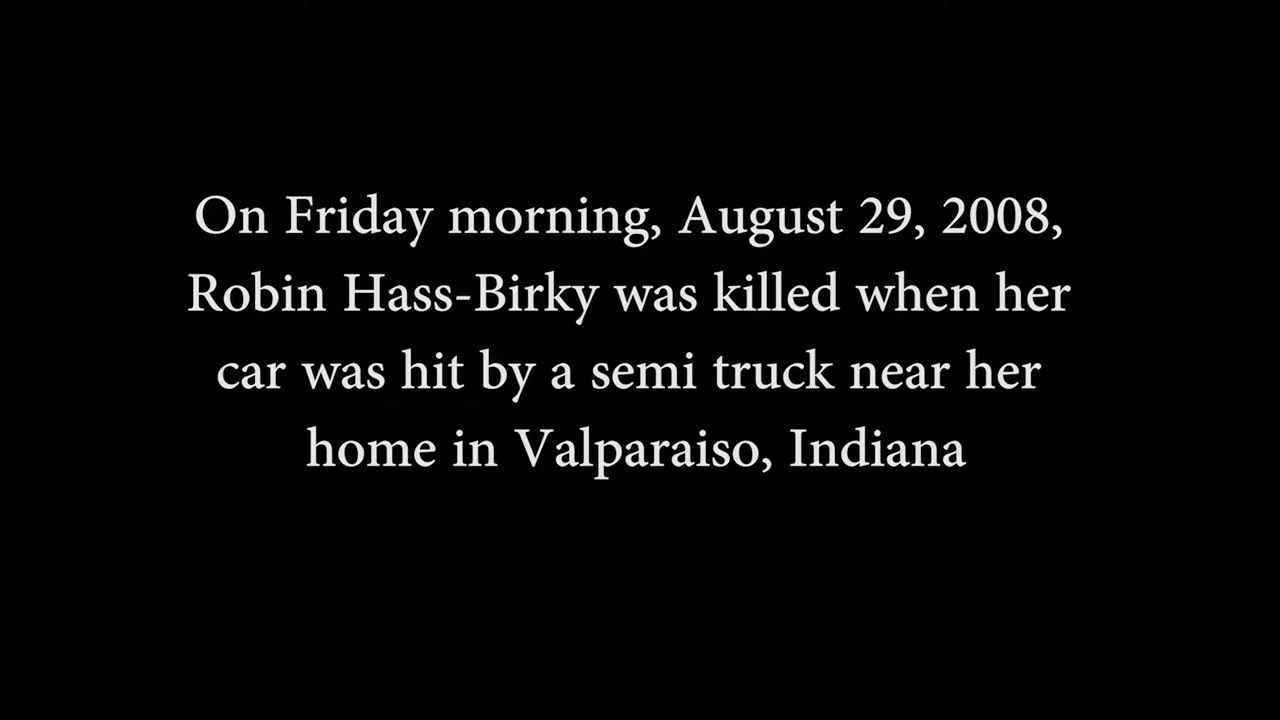 On Friday morning, August 29, 2008,
Robin Hass-Birky was killed when her
car was hit by a semi truck near her
home in Valparaiso, Indiana